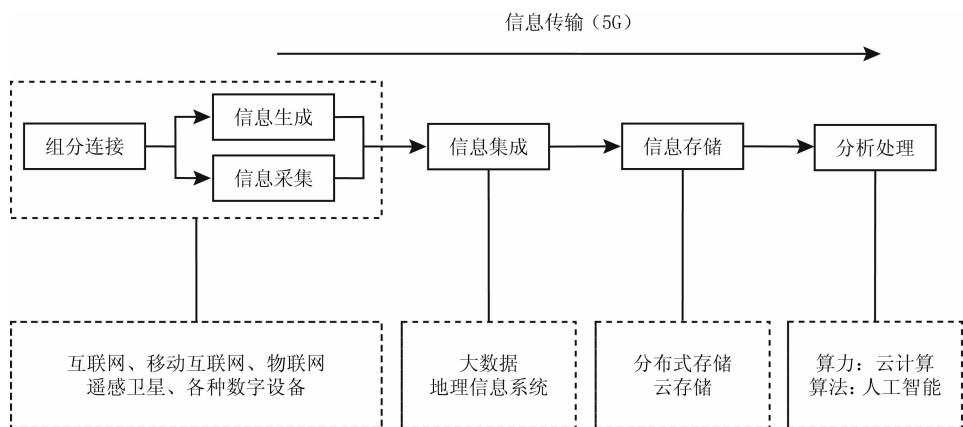 信息传输（5G）
信息生成
组分连接
信息采集
信息集成
信息存储
分析处理
互联网、移动互联网、物联网
遥感卫星、各种数字设备
大数据
地理信息系统
分布式存储
云存储
算力：云计算
算法：人工智能